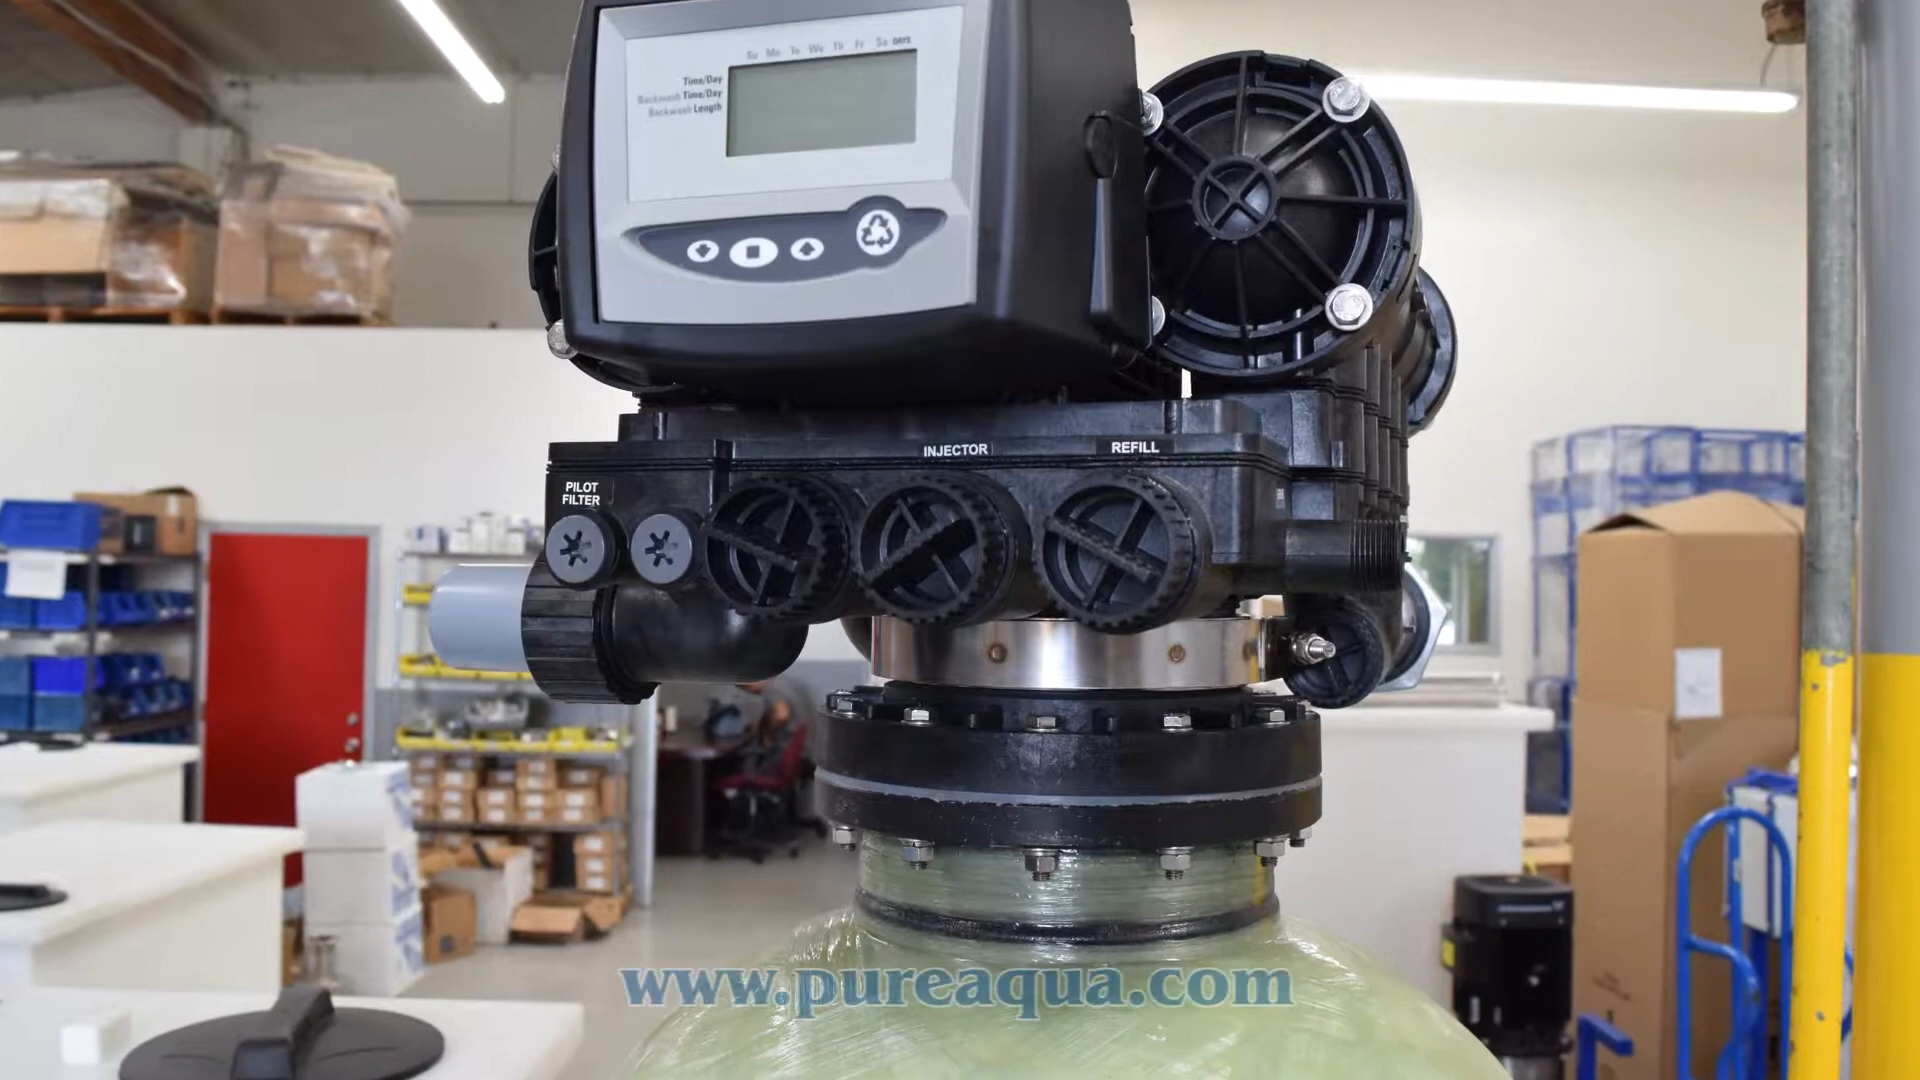 Su Mo Tu We Th Fr Sa DAYS
Time/Day
Backwash Time/Day
Backwash Length
INJECTOR
REFILL
PILOT
FILTER
www.pureaqua.com